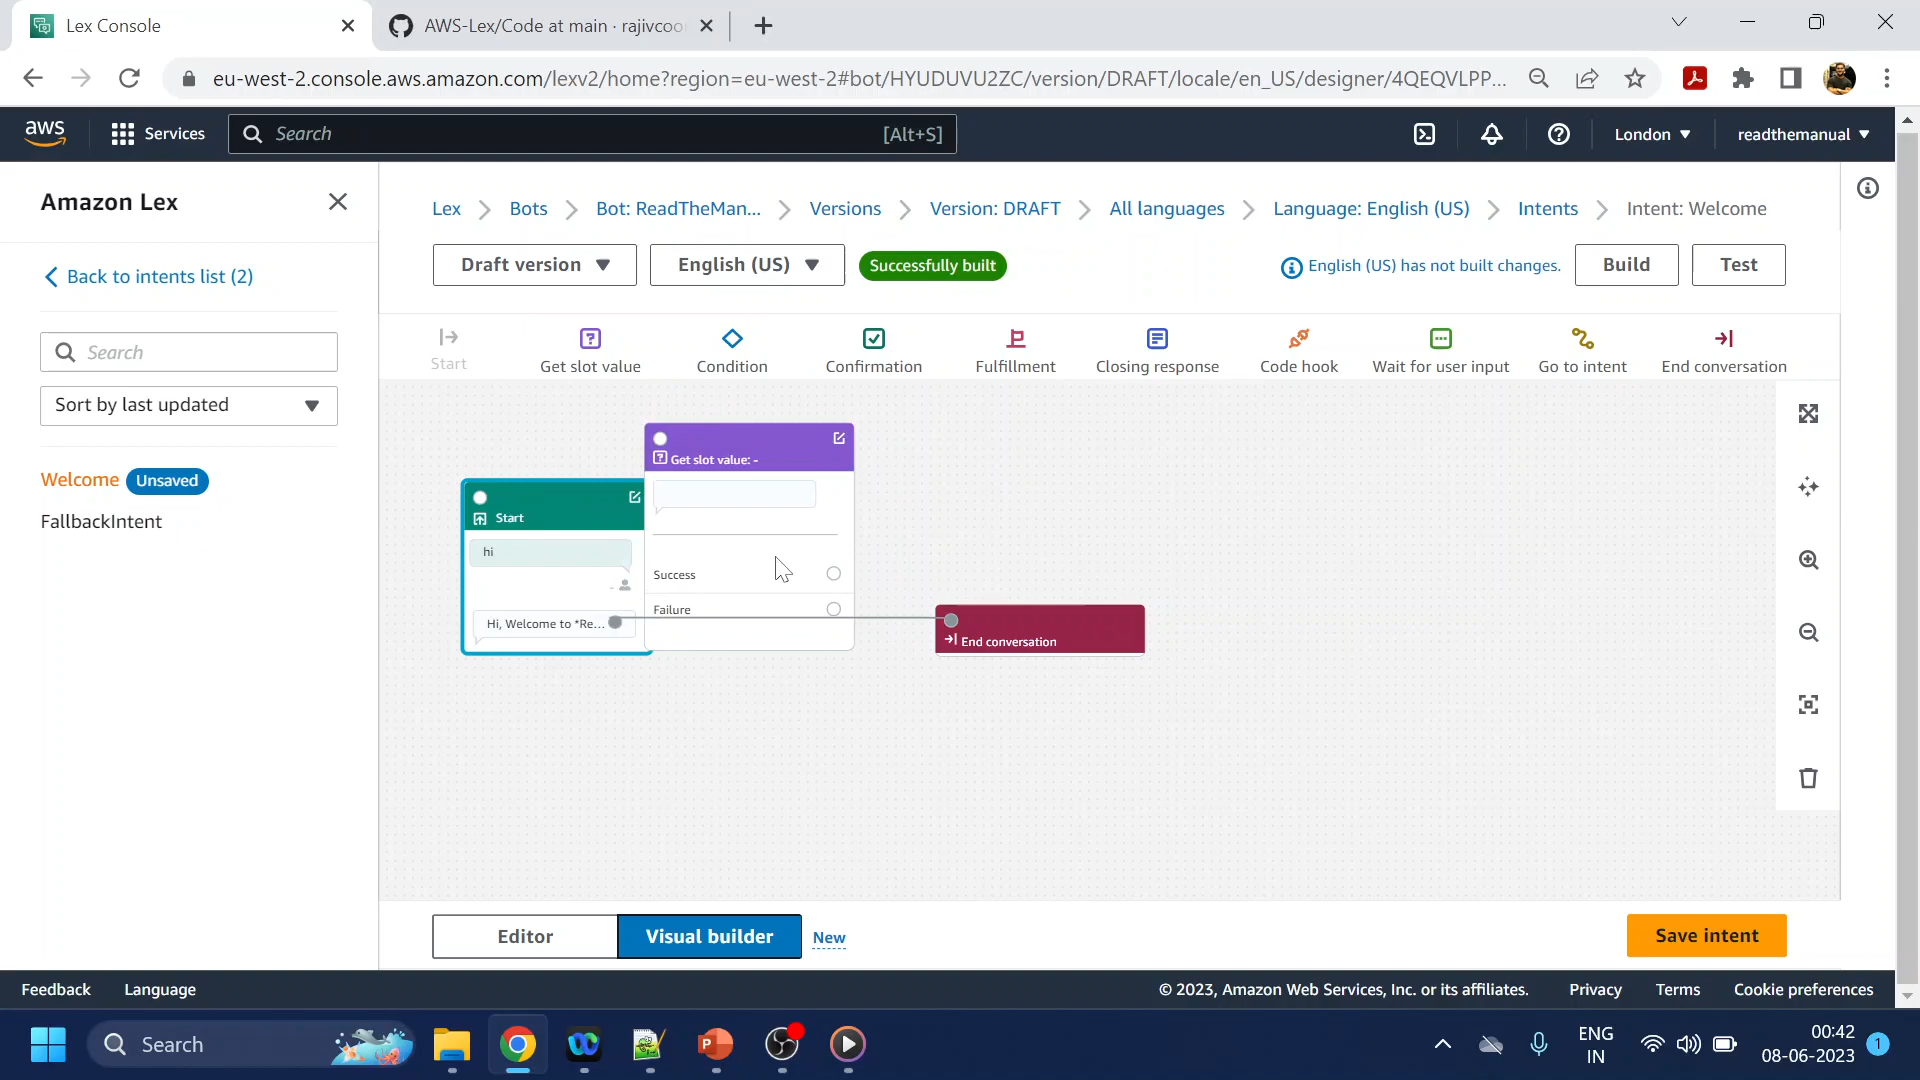 Lex Console
AWS-Lex/Code at main · rajivcoo
eu-west-2.console.aws.amazon.com/lexv2/home?region=eu-west-2#bot/HYUDUVU2ZC/version/DRAFT/locale/en_US/designer/4QEQVLPP...
aws
Services
Search
[Alt+S]
London
readthemanual
Amazon Lex
Back to intents list (2)
Search
Sort by last updated
Welcome Unsaved
FallbackIntent
Lex
Bots
Bot: ReadTheMan...
Versions
Version: DRAFT
All languages
Language: English (US)
Intents
Intent: Welcome
Draft version
English (US)
Successfully built
English (US) has not built changes.
Build
Test
Start
Get slot value
Condition
Confirmation
Fulfillment
Closing response
Code hook
Wait for user input
Go to intent
End conversation
Get slot value: -
Success
Failure
Start
hi
Hi, Welcome to *Re...
End conversation
Editor
Visual builder
New
Save intent
Feedback
Language
© 2023, Amazon Web Services, Inc. or its affiliates.
Privacy
Terms
Cookie preferences
Search
ENG
IN
00:42
08-06-2023
1